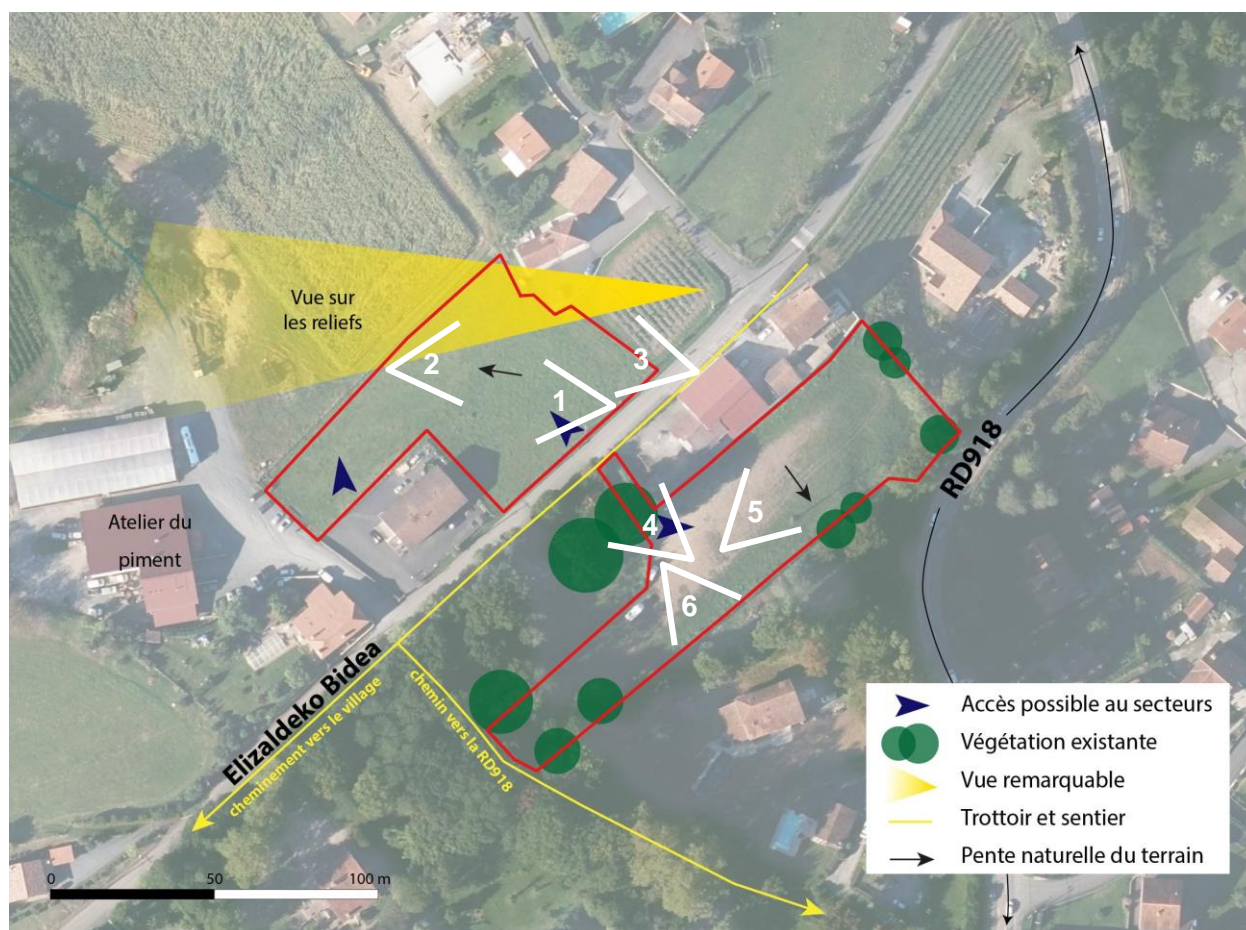 Vue sur
les reliefs
2
3
1
RD918
5
4
6
Atelier du
piment
Elizaldeko Bidea
cheminement vers le village
chemin vers la RD918
Accès possible au secteurs
Végétation existante
Vue remarquable
Trottoir et sentier
Pente naturelle du terrain
0 50 100 m